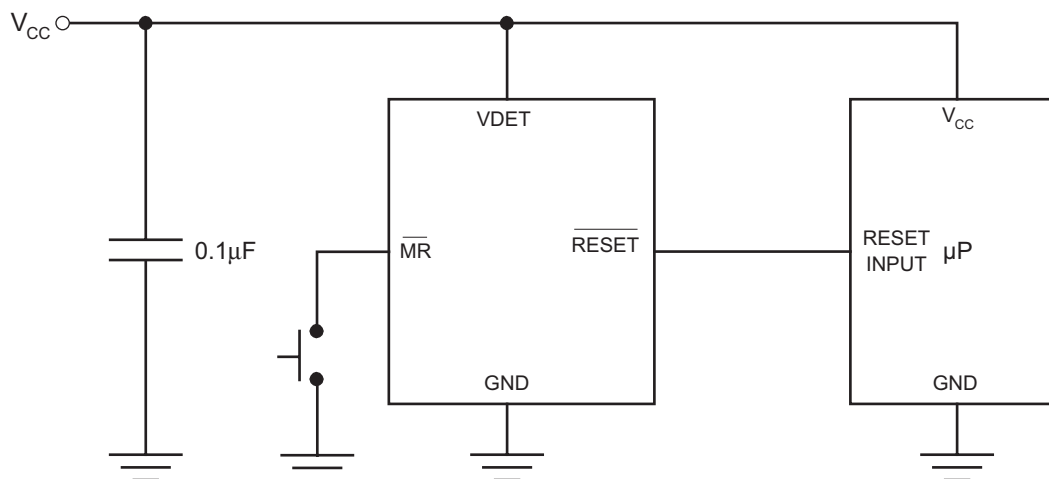 VCC
VDET
VCC
0.1μF
MR
RESET
RESET
INPUT
μP
GND
GND